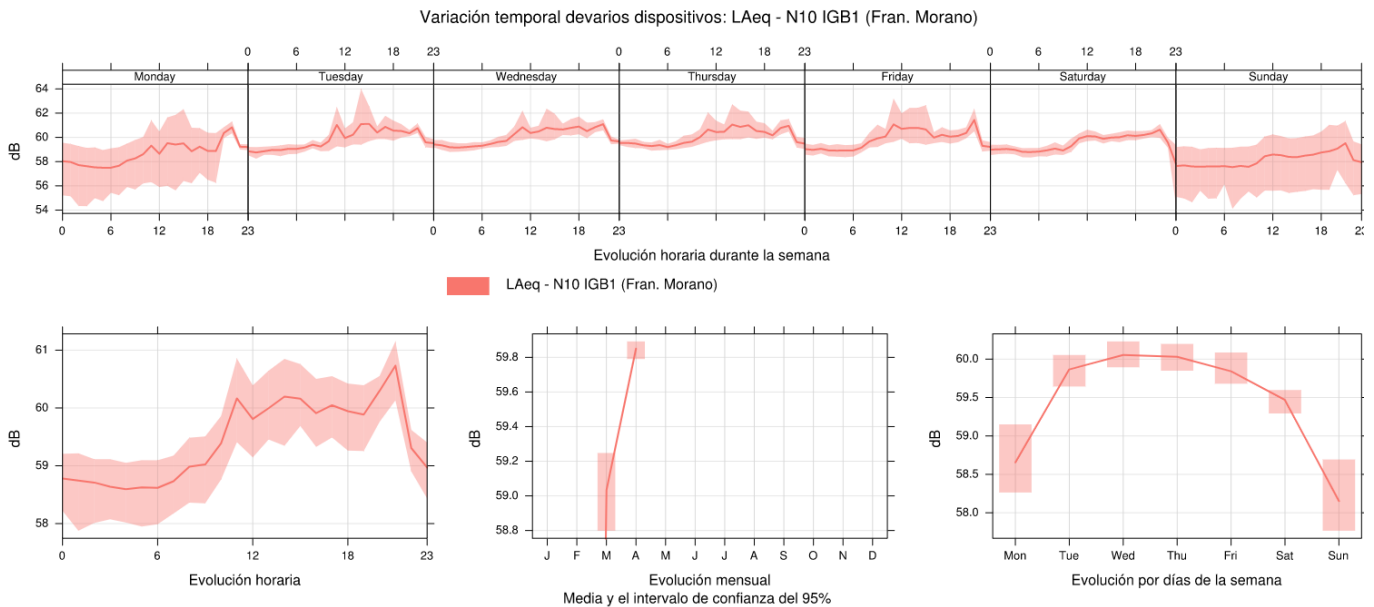 Variación temporal devarios dispositivos: LAeq - N10 IGB1 (Fran. Morano)
0 6 12 18 23 0 6 12 18 23 0 6 12 18 23
Monday Tuesday Wednesday Thursday Friday Saturday Sunday
64
62
60
58
56
54
dB
0 6 12 18 23 0 6 12 18 23 0 6 12 18 23 0 6 12 18 23
Evolución horaria durante la semana
LAeq - N10 IGB1 (Fran. Morano)
61
60
59
58
dB
0 6 12 18 23
Evolución horaria
59.8
59.6
59.4
59.2
59.0
58.8
dB
J F M A M J J A S O N D
Evolución mensual
Media y el intervalo de confianza del 95%
60.0
59.5
59.0
58.5
58.0
dB
Mon Tue Wed Thu Fri Sat Sun
Evolución por días de la semana